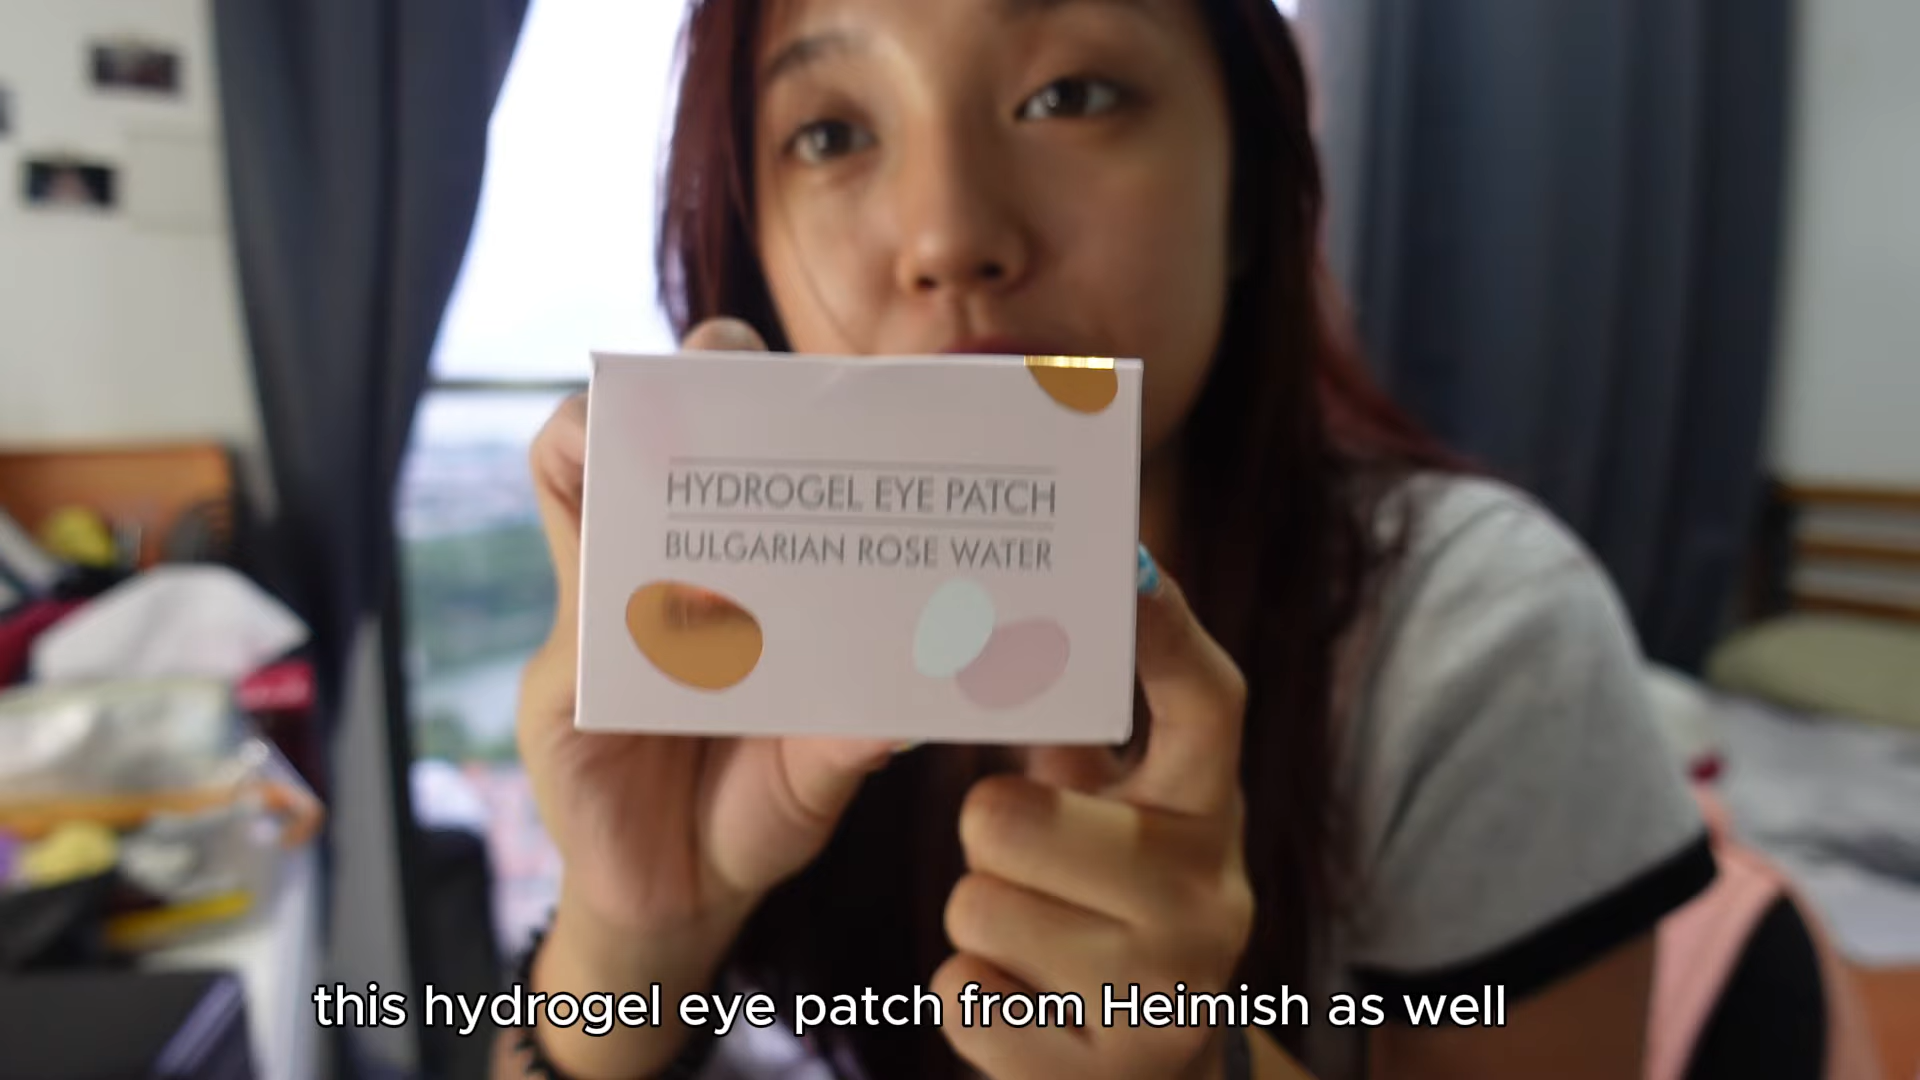 HYDROGEL EYE PATCH
BULGARIAN ROSE WATER
this hydrogel eye patch from Heimish as well